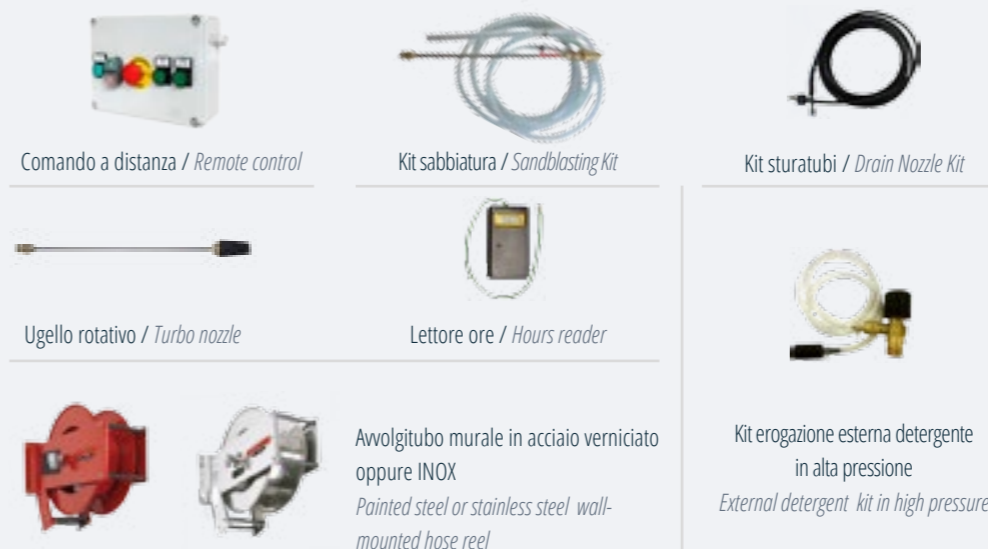 Comando a distanza / Remote control
Kit sabbiatura / Sandblasting Kit
Kit sturatubi / Drain Nozzle Kit
Ugello rotativo / Turbo nozzle
Lettore ore / Hours reader
Avvolgitubo murale in acciaio verniciato
oppure INOX
Painted steel or stainless steel wall-
mounted hose reel
Kit erogazione esterna detergente
in alta pressione
External detergent kit in high pressure